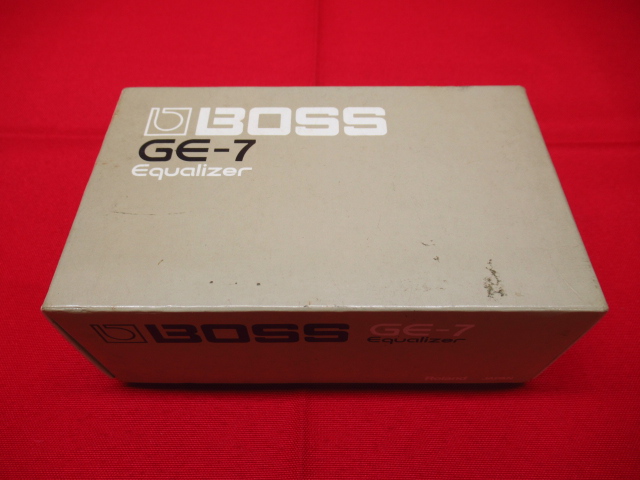 BOSS
GE-7
Equalizer
BOSS GE-7
Equalizer